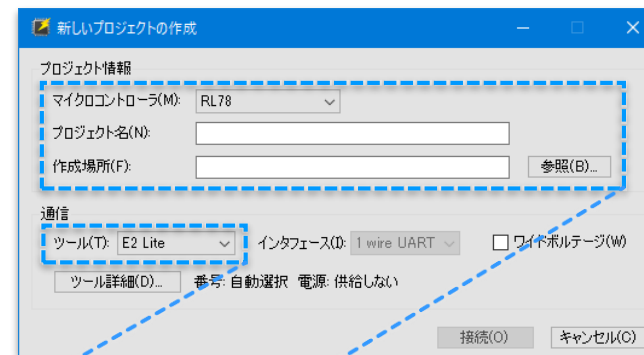 新しいプロジェクトの作成
プロジェクト情報
マイクロコントローラ(M): RL78
プロジェクト名(N):
作成場所(F): 参照(B)...
通信
ツール(T): E2 Lite インタフェース(I): 1 wire UART ワイドボルテージ(W)
ツール詳細(D)... 番号: 自動選択 電源: 供給しない
接続(O) キャンセル(C)